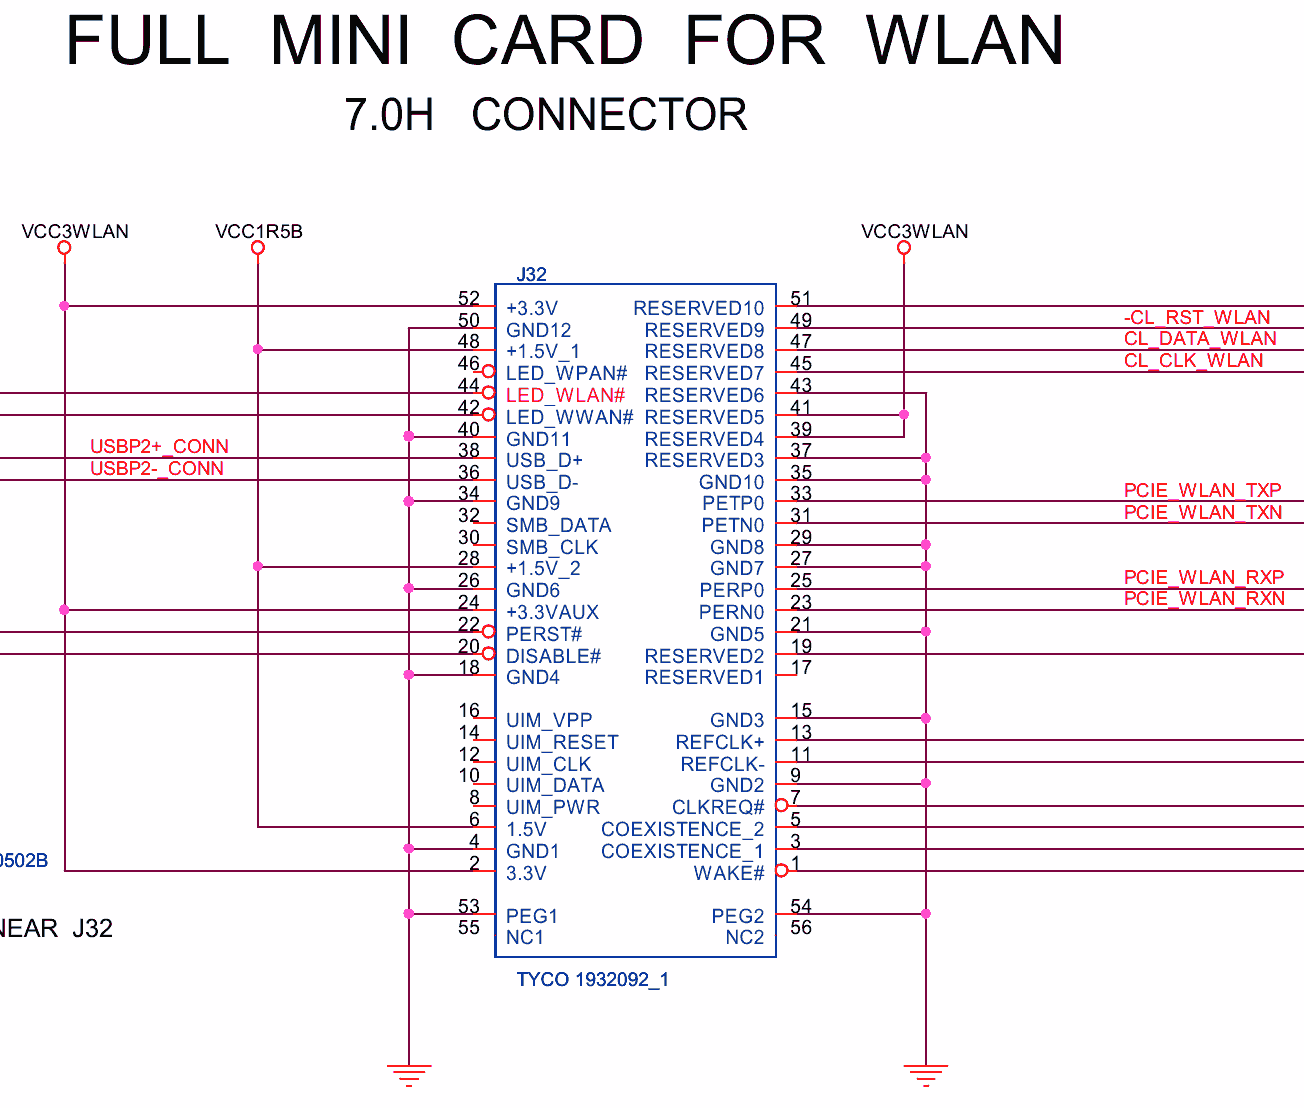 FULL MINI CARD FOR WLAN
7.0H CONNECTOR
VCC3WLAN VCC1R5B VCC3WLAN
J32
52 +3.3V RESERVED10 51
50 GND12 RESERVED9 49 -CL_RST_WLAN
48 +1.5V_1 RESERVED8 47 CL_DATA_WLAN
46 LED_WPAN# RESERVED7 45 CL_CLK_WLAN
44 LED_WLAN# RESERVED6 43
42 LED_WWAN# RESERVED5 41
40 GND11 RESERVED4 39
USBP2+_CONN 38 USB_D+ RESERVED3 37
USBP2-_CONN 36 USB_D- GND10 35
34 GND9 PETP0 33 PCIE_WLAN_TXP
32 SMB_DATA PETN0 31 PCIE_WLAN_TXN
30 SMB_CLK GND8 29
28 +1.5V_2 GND7 27
26 GND6 PERP0 25 PCIE_WLAN_RXP
24 +3.3VAUX PERN0 23 PCIE_WLAN_RXN
22 PERST# GND5 21
20 DISABLE# RESERVED2 19
18 GND4 RESERVED1 17
16 UIM_VPP GND3 15
14 UIM_RESET REFCLK+ 13
12 UIM_CLK REFCLK- 11
10 UIM_DATA GND2 9
8 UIM_PWR CLKREQ# 7
6 1.5V COEXISTENCE_2 5
4 GND1 COEXISTENCE_1 3
0502B 2 3.3V WAKE# 1
53 PEG1 PEG2 54
NEAR J32 55 NC1 NC2 56
TYCO 1932092_1